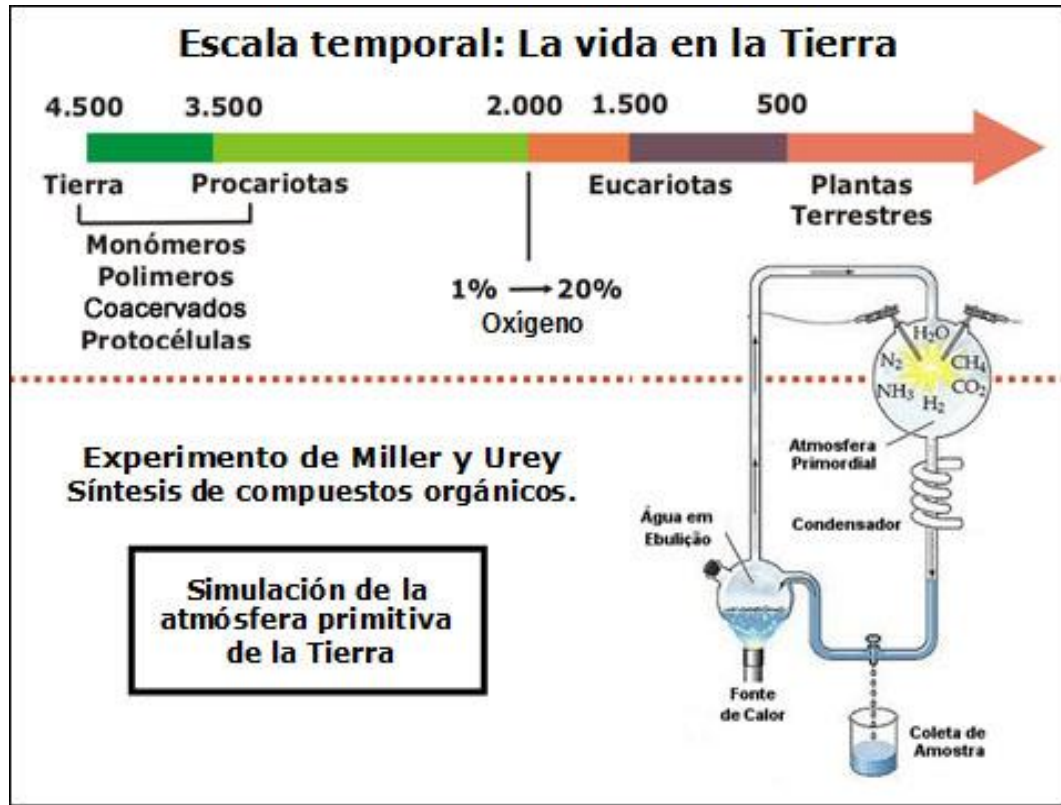 Escala temporal: La vida en la Tierra
4.500 3.500 2.000 1.500 500
Tierra Procariotas Eucariotas Plantas
Terrestres
Monómeros
Polimeros
Coacervados
Protocélulas
1% → 20%
Oxígeno
H₂O
N₂ CH₄
NH₃ H₂ CO₂
Atmosfera
Primordial
Experimento de Miller y Urey
Síntesis de compuestos orgánicos.
Condensador
Água em
Ebulição
Simulación de la
atmósfera primitiva
de la Tierra
Fonte
de Calor
Coleta de
Amostra